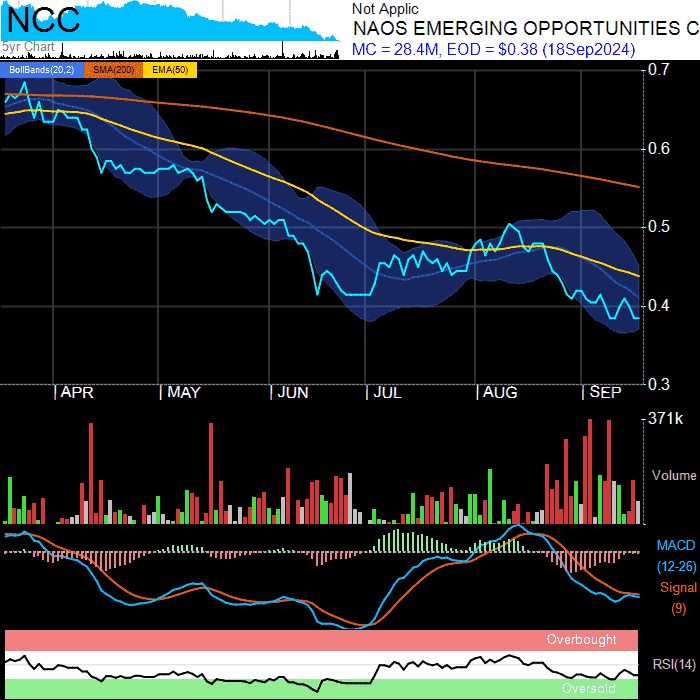 NCC
5yr Chart
Not Applic
NAOS EMERGING OPPORTUNITIES C
MC = 28.4M, EOD = $0.38 (18Sep2024)
BollBands(20,2) SMA(200) EMA(50)
0.7
0.6
0.5
0.4
0.3
APR MAY JUN JUL AUG SEP
371k
Volume
MACD
(12-26)
Signal
(9)
Overbought
RSI(14)
Oversold